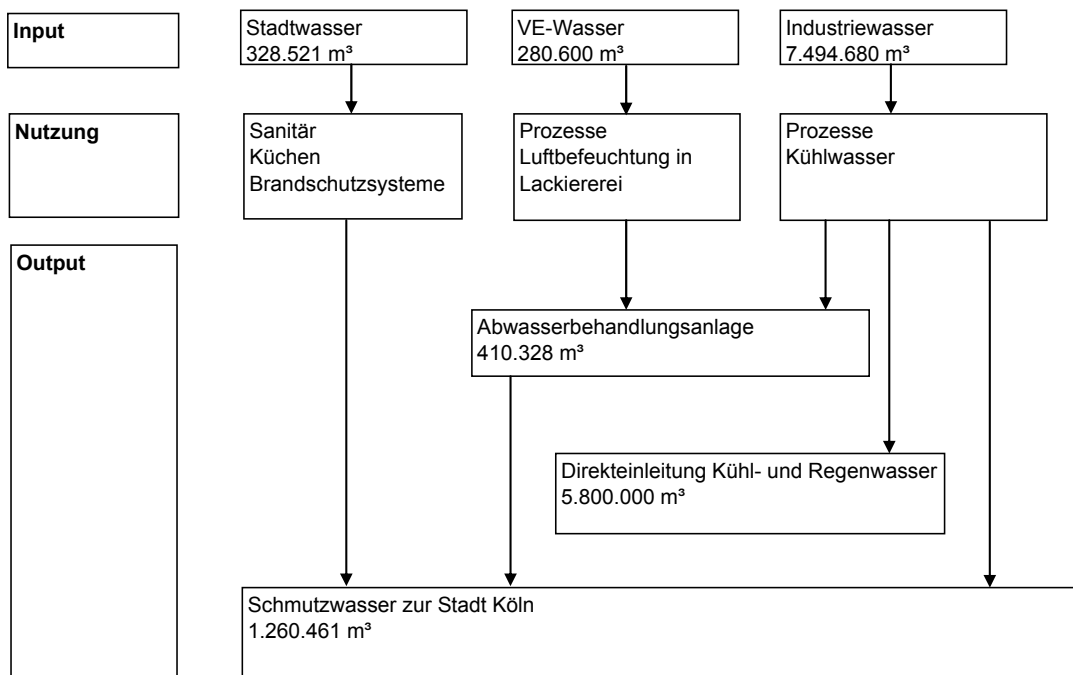 Input
Stadtwasser
328.521 m³
VE-Wasser
280.600 m³
Industriewasser
7.494.680 m³
Nutzung
Sanitär
Küchen
Brandschutzsysteme
Prozesse
Luftbefeuchtung in
Lackiererei
Prozesse
Kühlwasser
Output
Abwasserbehandlungsanlage
410.328 m³
Direkteinleitung Kühl- und Regenwasser
5.800.000 m³
Schmutzwasser zur Stadt Köln
1.260.461 m³